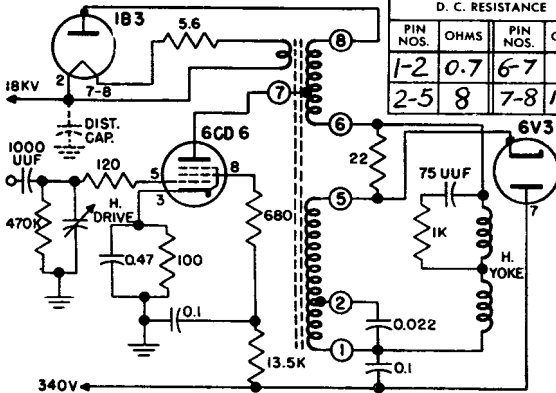 D. C. RESISTANCE
PIN NOS. OHMS PIN NOS.
1-2 0.7 6-7
2-5 8 7-8
1B3
5.6
8
2
7-8
18KV
7
DIST. CAP.
6CD6
6
6V3
1000 UUF
120
5
8
3
22
75 UUF
5
470K
H. DRIVE
680
1K
7
0.47
100
H. YOKE
2
0.022
0.1
13.5K
1
0.1
340V